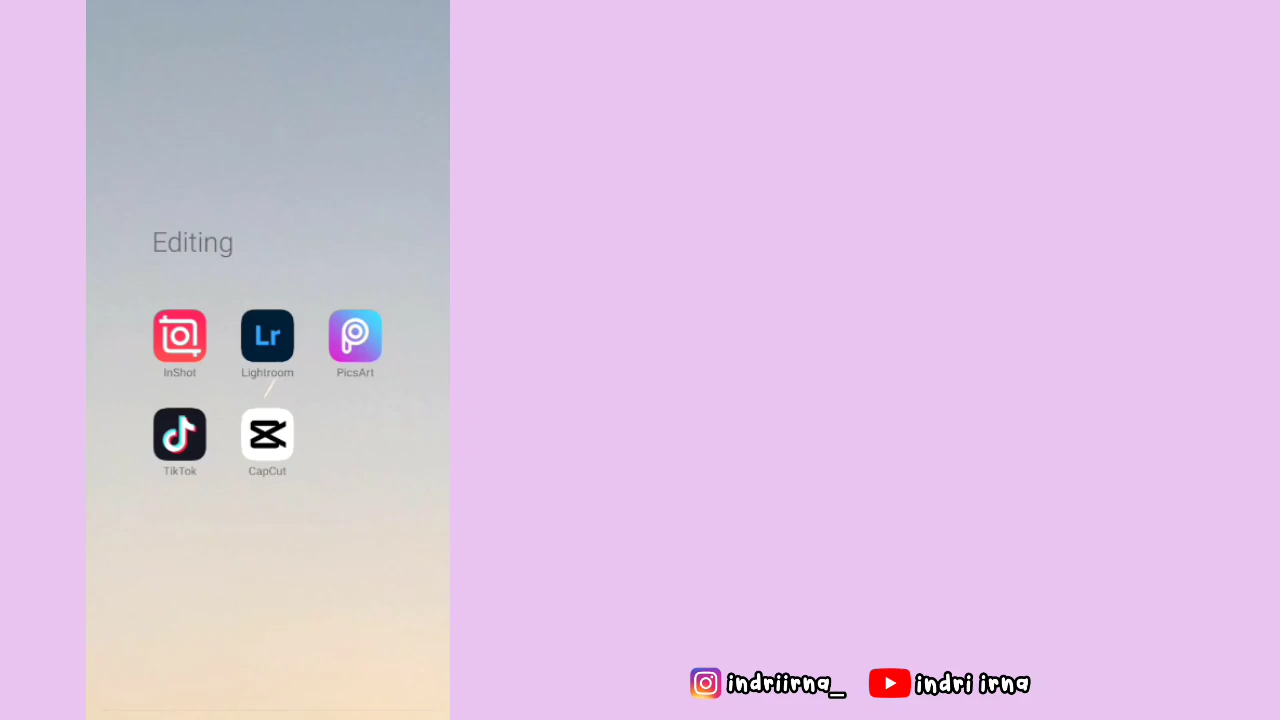 Editing
Lr
InShot Lightroom PicsArt
TikTok CapCut
indriirna_ indri irna